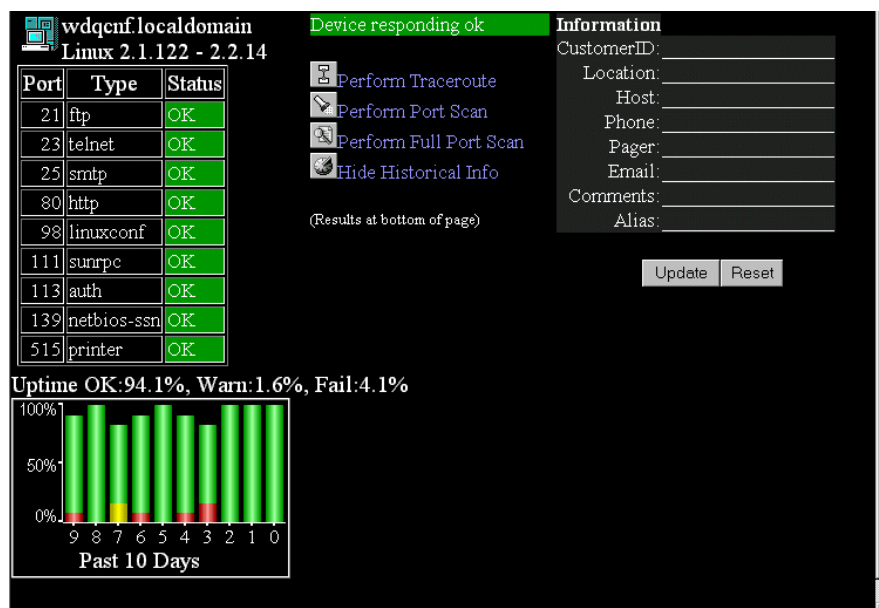 wdqcnf.localdomain
Linux 2.1.122 - 2.2.14
Port Type Status
21 ftp OK
23 telnet OK
25 smtp OK
80 http OK
98 linuxconf OK
111 sunrpc OK
113 auth OK
139 netbios-ssn OK
515 printer OK
Device responding ok
Perform Traceroute
Perform Port Scan
Perform Full Port Scan
Hide Historical Info
(Results at bottom of page)
Information
CustomerID:
Location:
Host:
Phone:
Pager:
Email:
Comments:
Alias:
Update Reset
Uptime OK:94.1%, Warn:1.6%, Fail:4.1%
100%
50%
0%
9 8 7 6 5 4 3 2 1 0
Past 10 Days